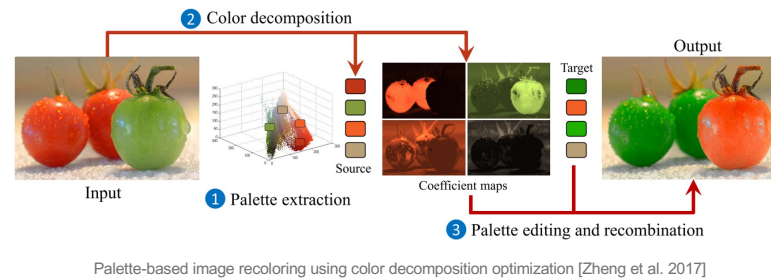 2 Color decomposition
Output
Target
Source
Input
Coefficient maps
1 Palette extraction
3 Palette editing and recombination
Palette-based image recoloring using color decomposition optimization [Zheng et al. 2017]